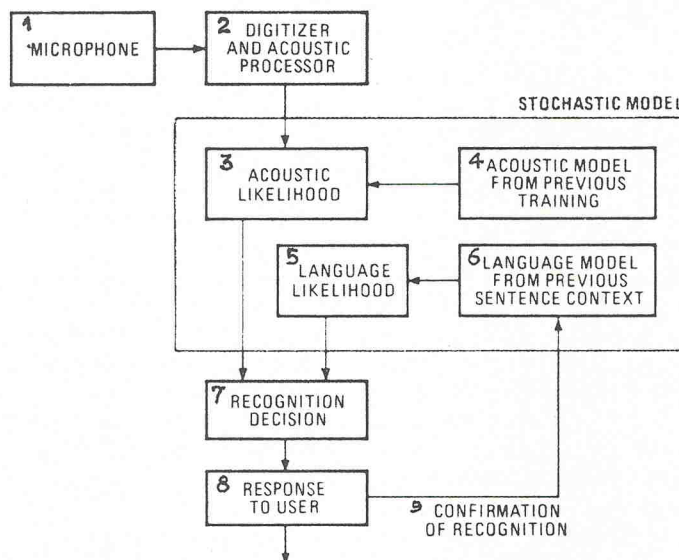 1
MICROPHONE
2 DIGITIZER
AND ACOUSTIC
PROCESSOR
STOCHASTIC MODEL
3
ACOUSTIC
LIKELIHOOD
4 ACOUSTIC MODEL
FROM PREVIOUS
TRAINING
5
LANGUAGE
LIKELIHOOD
6 LANGUAGE MODEL
FROM PREVIOUS
SENTENCE CONTEXT
7
RECOGNITION
DECISION
8
RESPONSE
TO USER
9 CONFIRMATION
OF RECOGNITION